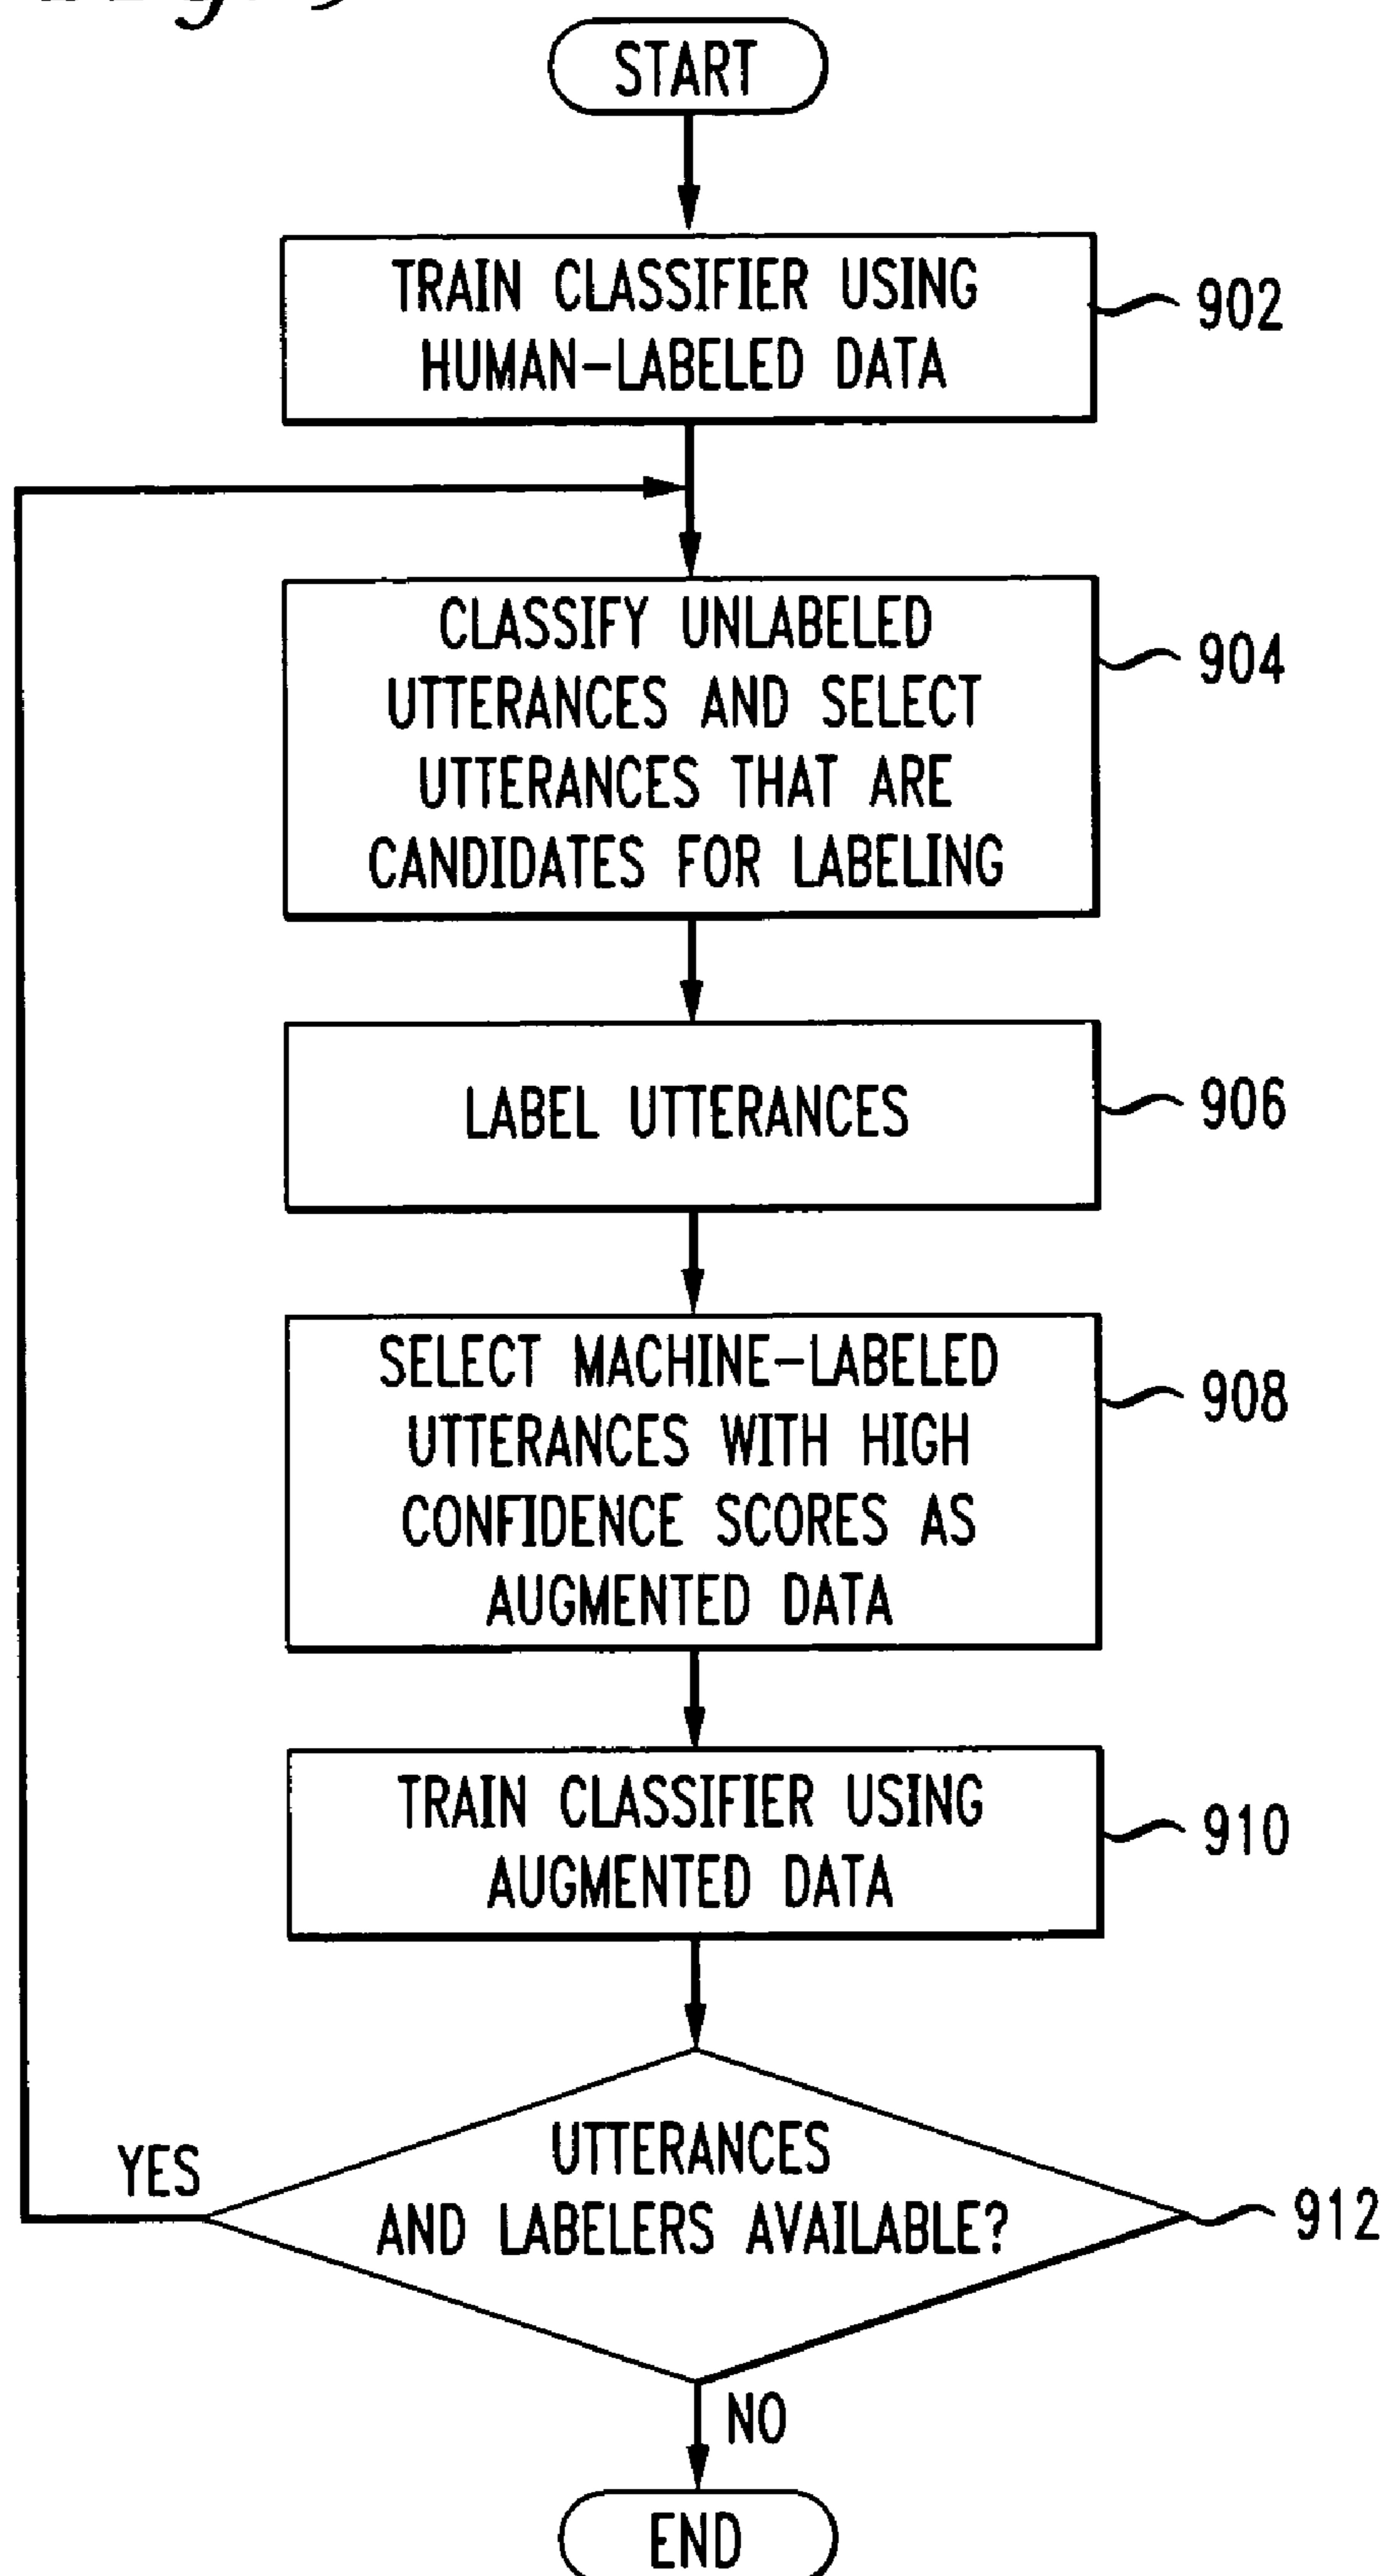 START
TRAIN CLASSIFIER USING
HUMAN-LABELED DATA
902
CLASSIFY UNLABELED
UTTERANCES AND SELECT
UTTERANCES THAT ARE
CANDIDATES FOR LABELING
904
LABEL UTTERANCES
906
SELECT MACHINE-LABELED
UTTERANCES WITH HIGH
CONFIDENCE SCORES AS
AUGMENTED DATA
908
TRAIN CLASSIFIER USING
AUGMENTED DATA
910
UTTERANCES
AND LABELERS AVAILABLE?
912
YES
NO
END